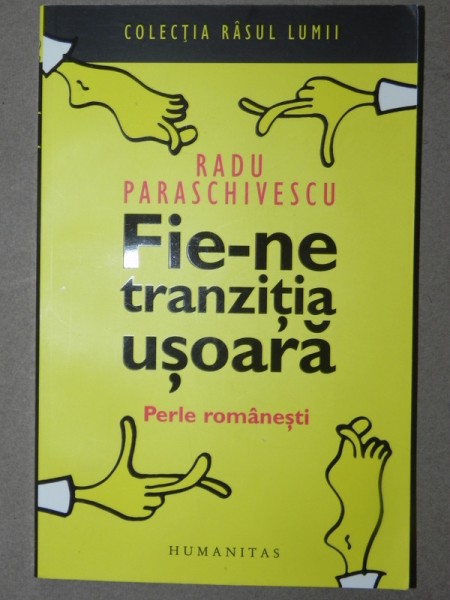 COLECȚIA RÂSUL LUMII
RADU
PARASCHIVESCU
Fie-ne
tranziția
ușoară
Perle românești
HUMANITAS